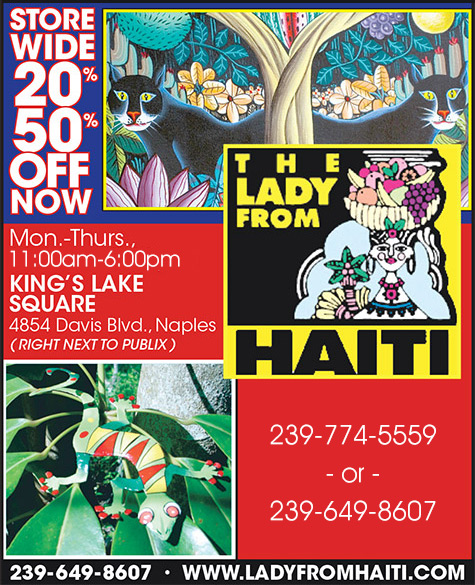 STORE
WIDE
20%
50%
OFF
NOW
THE
LADY
FROM
HAITI
Mon.-Thurs.,
11:00am-6:00pm
KING'S LAKE
SQUARE
4854 Davis Blvd., Naples
( RIGHT NEXT TO PUBLIX )
239-774-5559
- or -
239-649-8607
239-649-8607 • WWW.LADYFROMHAITI.COM